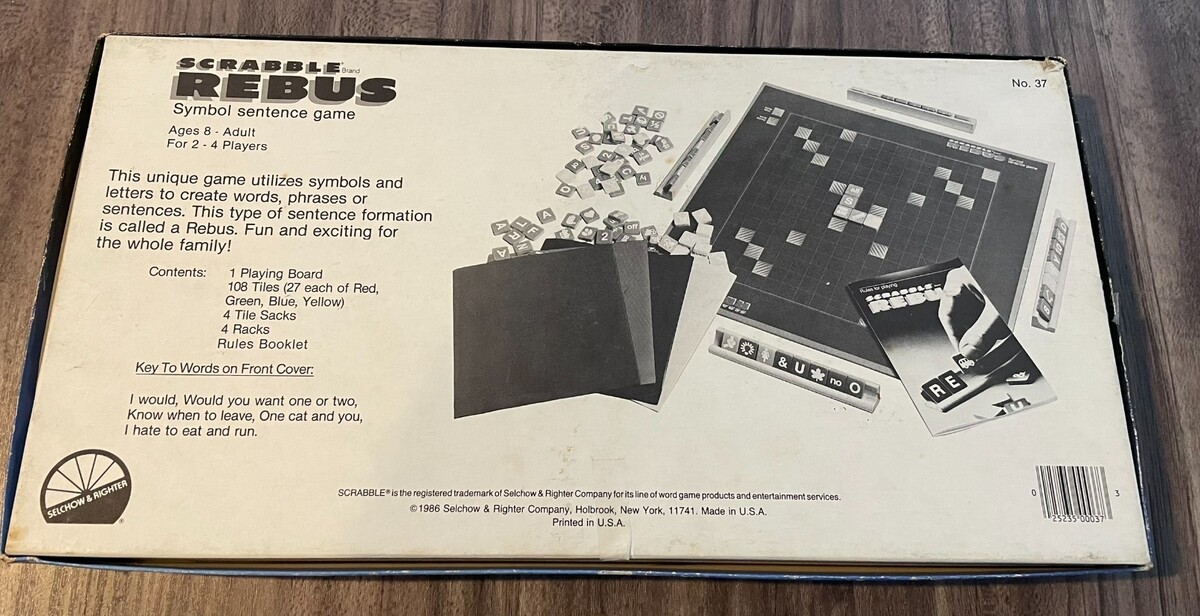 SCRABBLE Brand
REBUS
Symbol sentence game
Ages 8 - Adult
For 2 - 4 Players
No. 37
This unique game utilizes symbols and
letters to create words, phrases or
sentences. This type of sentence formation
is called a Rebus. Fun and exciting for
the whole family!
Contents: 1 Playing Board
108 Tiles (27 each of Red,
Green, Blue, Yellow)
4 Tile Sacks
4 Racks
Rules Booklet
Key To Words on Front Cover:
I would, Would you want one or two,
Know when to leave, One cat and you,
I hate to eat and run.
off
all
S
Rules for playing
SCRABBLE
REBU
R E
U
& U no O
SELCHOW & RIGHTER
®
SCRABBLE® is the registered trademark of Selchow & Righter Company for its line of word game products and entertainment services.
©1986 Selchow & Righter Company, Holbrook, New York, 11741. Made in U.S.A.
Printed in U.S.A.
0 25235 00037 3